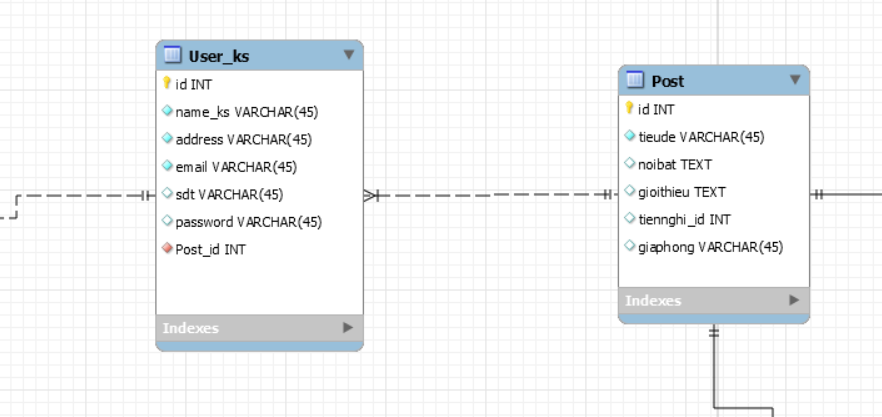 User_ks
id INT
name_ks VARCHAR(45)
address VARCHAR(45)
email VARCHAR(45)
sdt VARCHAR(45)
password VARCHAR(45)
Post_id INT
Indexes
Post
id INT
tieude VARCHAR(45)
noibat TEXT
gioithieu TEXT
tiennghi_id INT
giaphong VARCHAR(45)
Indexes